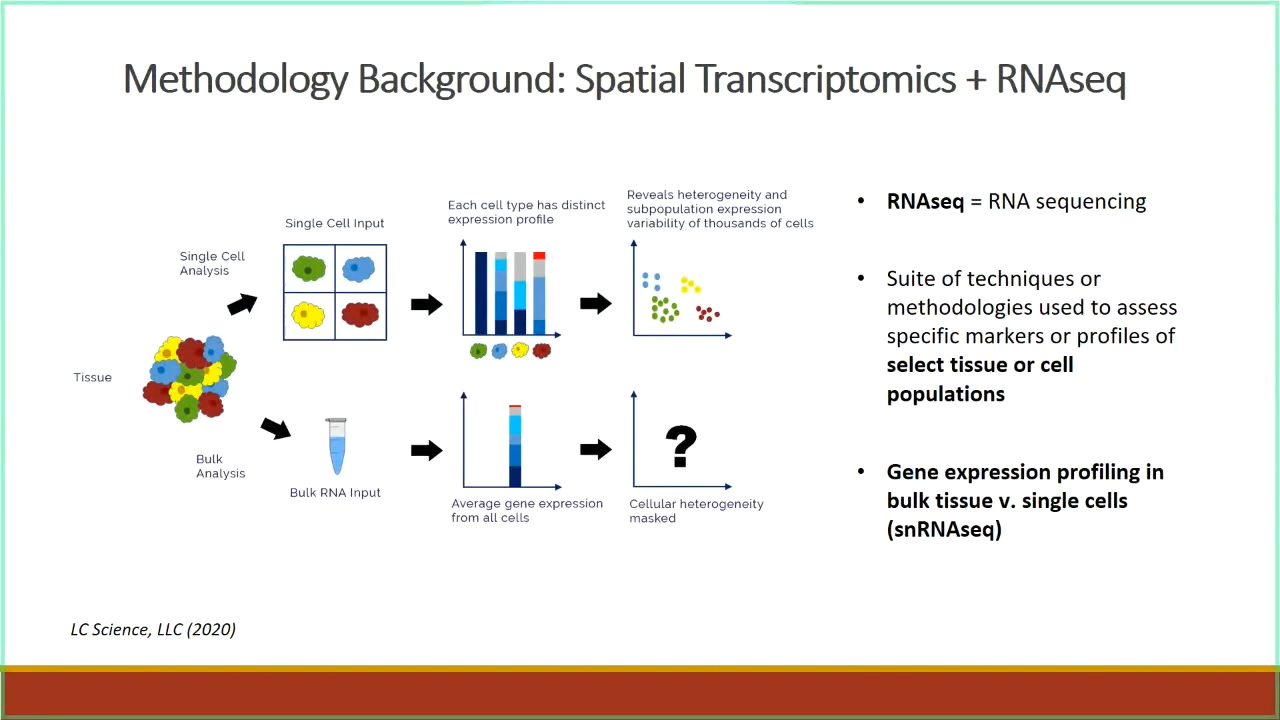 Methodology Background: Spatial Transcriptomics + RNAseq
Tissue
Single Cell
Analysis
Single Cell Input
Each cell type has distinct
expression profile
Reveals heterogeneity and
subpopulation expression
variability of thousands of cells
Bulk
Analysis
Bulk RNA Input
Average gene expression
from all cells
?
Cellular heterogeneity
masked
• RNAseq = RNA sequencing
• Suite of techniques or
methodologies used to assess
specific markers or profiles of
select tissue or cell
populations
• Gene expression profiling in
bulk tissue v. single cells
(snRNAseq)
LC Science, LLC (2020)